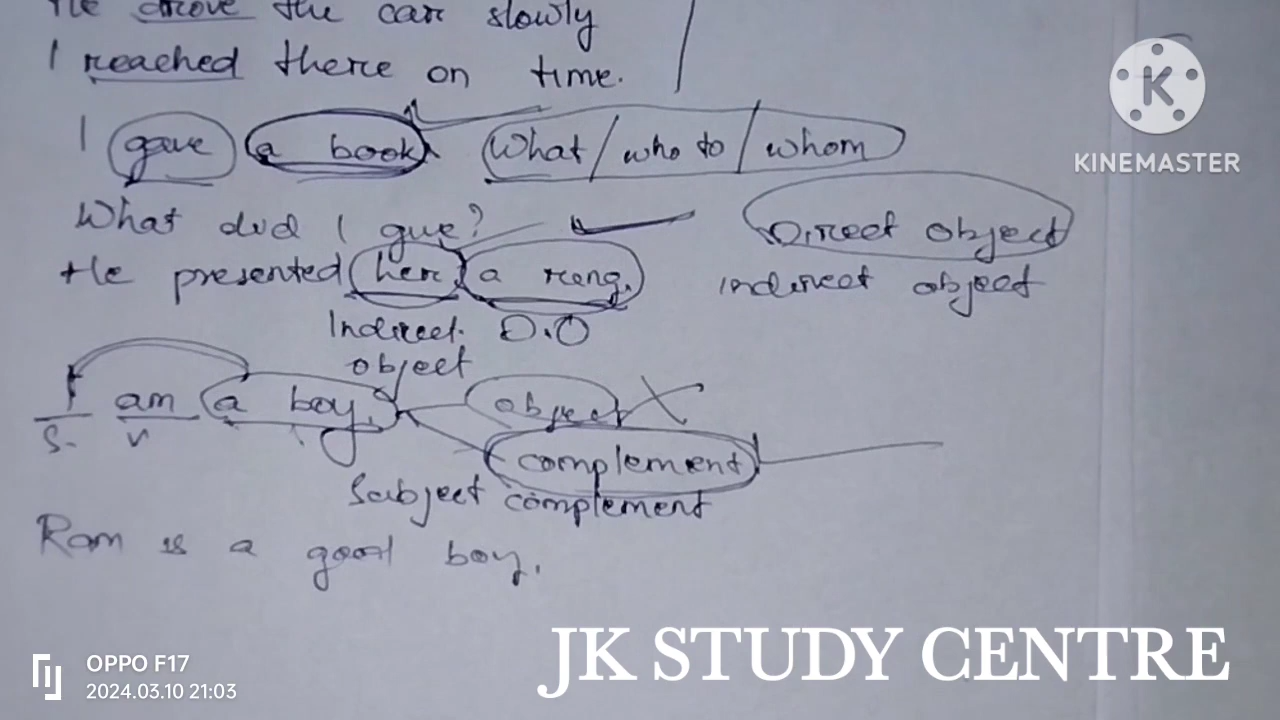 He drove the car slowly
I reached there on time.
KINEMASTER
I gave a book What / who to / whom
What did I give? Direct object
He presented her a reng. Indirect object
Indirect D.O
object
I am a boy. object
S. V
complement
Subject complement
Ram is a good boy.
JK STUDY CENTRE
OPPO F17
2024.03.10 21:03